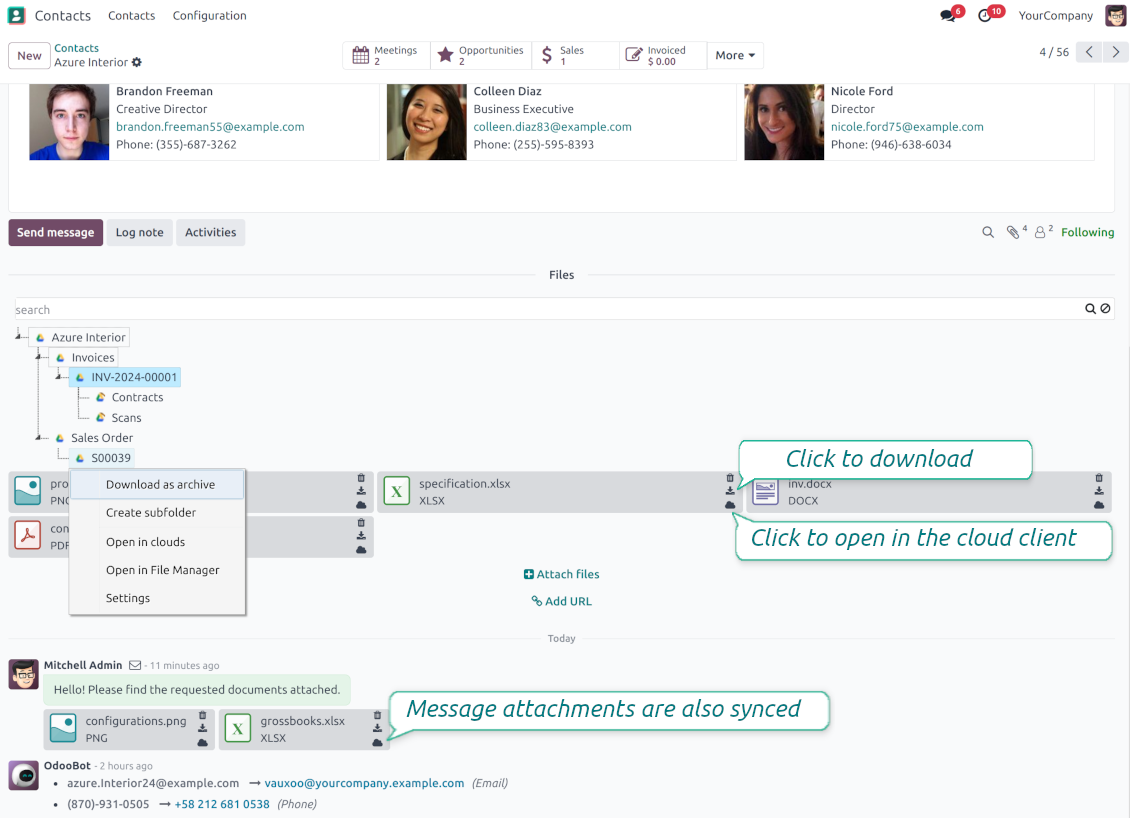 Contacts Contacts Configuration 6 10 YourCompany
New Contacts
Azure Interior
Meetings 2
Opportunities 2
Sales 1
Invoiced $ 0.00
More
4 / 56
Brandon Freeman
Creative Director
brandon.freeman55@example.com
Phone: (355)-687-3262
Colleen Diaz
Business Executive
colleen.diaz83@example.com
Phone: (255)-595-8393
Nicole Ford
Director
nicole.ford75@example.com
Phone: (946)-638-6034
Send message Log note Activities 4 2 Following
Files
search
Azure Interior
Invoices
INV-2024-00001
Contracts
Scans
Sales Order
S00039
pro
PNG
specification.xlsx
XLSX
inv.docx
DOCX
con
PDF
Download as archive
Create subfolder
Open in clouds
Open in File Manager
Settings
Click to download
Click to open in the cloud client
Attach files
Add URL
Today
Mitchell Admin - 11 minutes ago
Hello! Please find the requested documents attached.
configurations.png
PNG
grossbooks.xlsx
XLSX
Message attachments are also synced
OdooBot - 2 hours ago
• azure.Interior24@example.com → vauxoo@yourcompany.example.com (Email)
• (870)-931-0505 → +58 212 681 0538 (Phone)